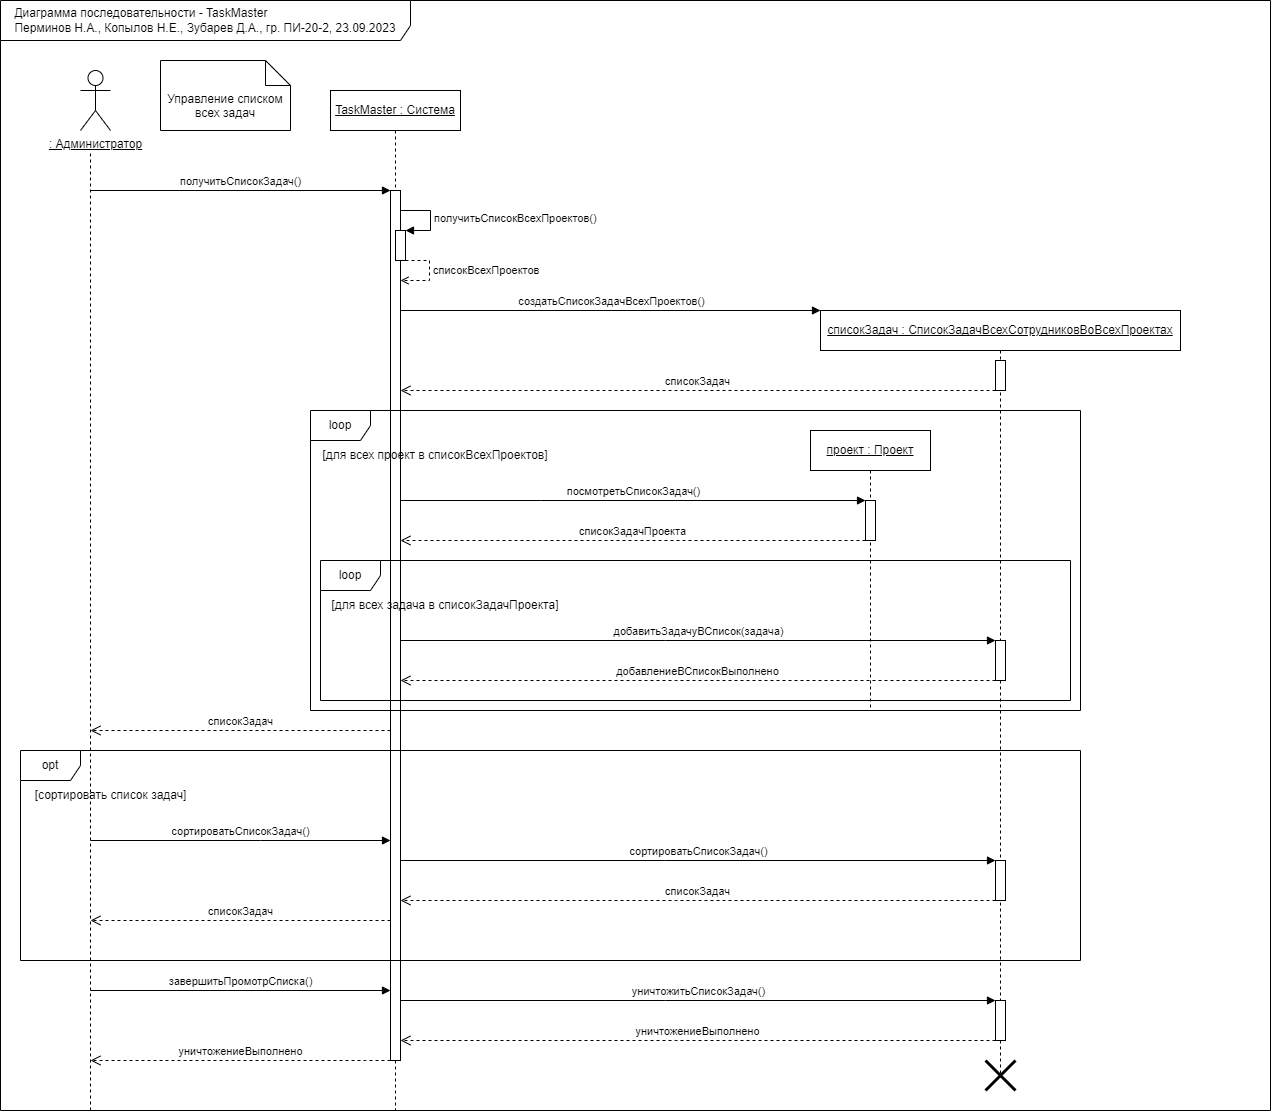 Диаграмма последовательности - TaskMaster
Перминов Н.А., Копылов Н.Е., Зубарев Д.А., гр. ПИ-20-2, 23.09.2023
Управление списком
всех задач
TaskMaster : Система
: Администратор
получитьСписокЗадач()
получитьСписокВсехПроектов()
списокВсехПроектов
создатьСписокЗадачВсехПроектов()
списокЗадач : СписокЗадачВсехСотрудниковВоВсехПроектах
списокЗадач
loop
[для всех проект в списокВсехПроектов]
проект : Проект
посмотретьСписокЗадач()
списокЗадачПроекта
loop
[для всех задача в списокЗадачПроекта]
добавитьЗадачуВСписок(задача)
добавлениеВСписокВыполнено
списокЗадач
opt
[сортировать список задач]
сортироватьСписокЗадач()
сортироватьСписокЗадач()
списокЗадач
списокЗадач
завершитьПромотрСписка()
уничтожитьСписокЗадач()
уничтожениеВыполнено
уничтожениеВыполнено